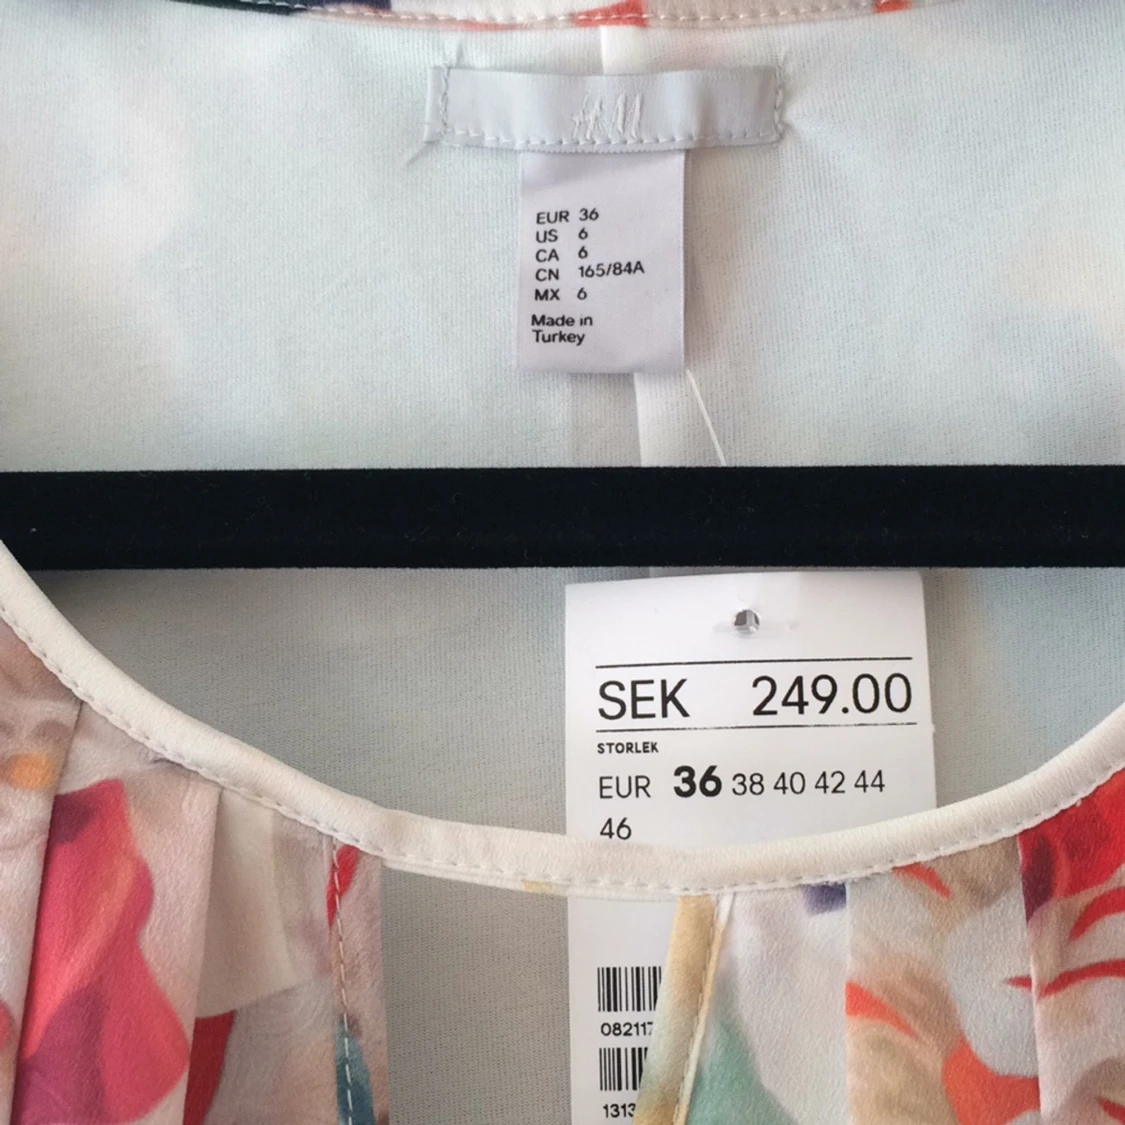 H&M
EUR 36
US 6
CA 6
CN 165/84A
MX 6
Made in
Turkey
SEK 249.00
STORLEK
EUR 36 38 40 42 44
46
082117
1313